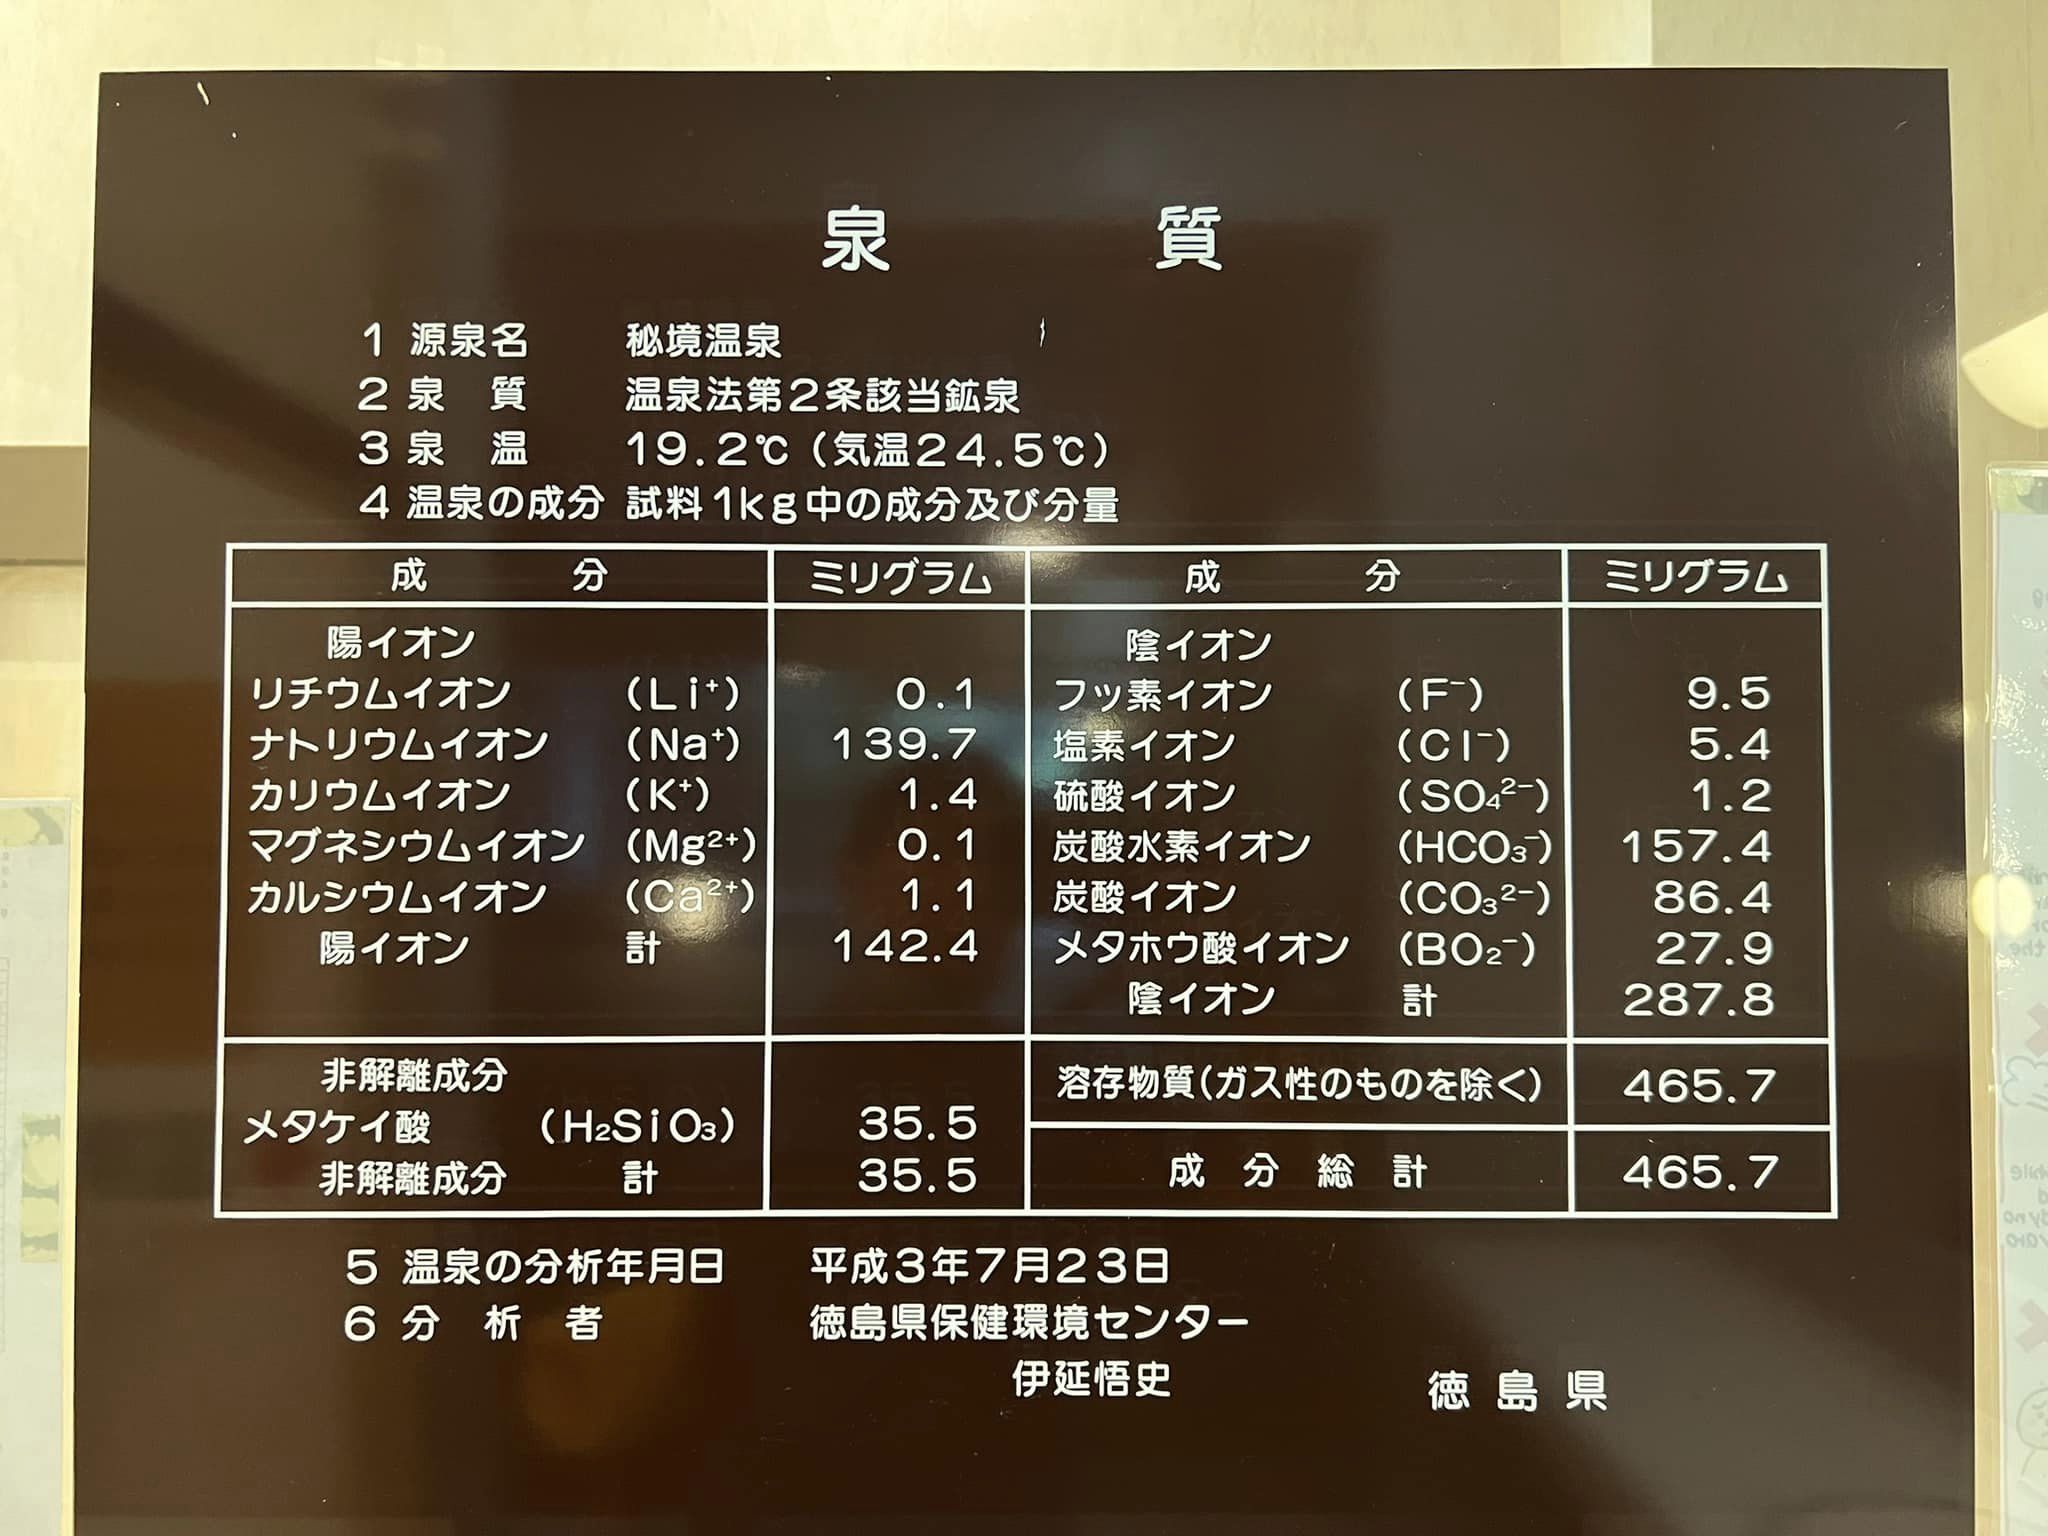 泉 質
1 源泉名 秘境温泉
2 泉 質 温泉法第2条該当鉱泉
3 泉 温 19.2℃(気温24.5℃)
4 温泉の成分 試料1kg中の成分及び分量
成 分 ミリグラム 成 分 ミリグラム
陽イオン 陰イオン
リチウムイオン (Li⁺) 0.1 フッ素イオン (F⁻) 9.5
ナトリウムイオン (Na⁺) 139.7 塩素イオン (Cl⁻) 5.4
カリウムイオン (K⁺) 1.4 硫酸イオン (SO₄²⁻) 1.2
マグネシウムイオン (Mg²⁺) 0.1 炭酸水素イオン (HCO₃⁻) 157.4
カルシウムイオン (Ca²⁺) 1.1 炭酸イオン (CO₃²⁻) 86.4
陽イオン 計 142.4 メタホウ酸イオン (BO₂⁻) 27.9
陰イオン 計 287.8
非解離成分
メタケイ酸 (H₂SiO₃) 35.5
非解離成分 計 35.5
溶存物質(ガス性のものを除く) 465.7
成 分 総 計 465.7
5 温泉の分析年月日 平成3年7月23日
6 分 析 者 徳島県保健環境センター
伊延悟史
徳 島 県